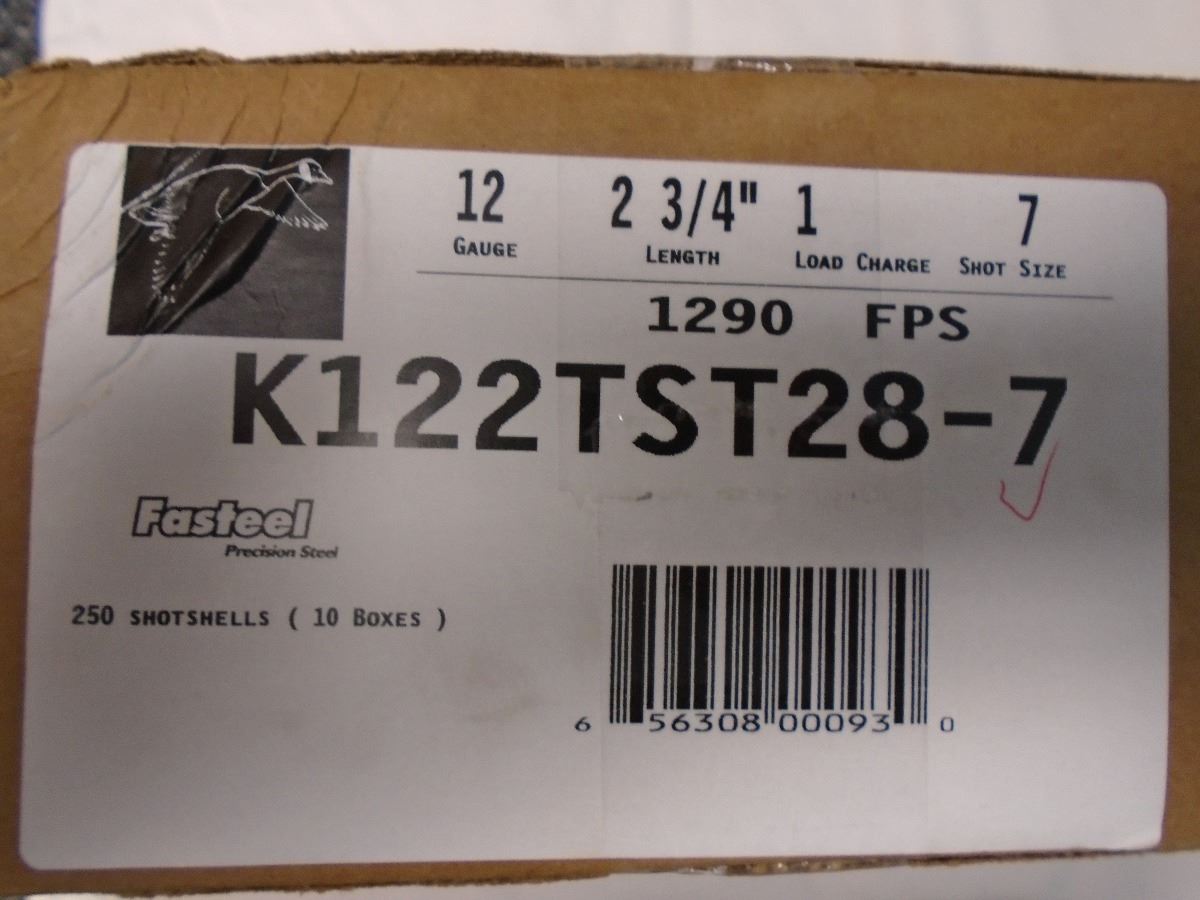 12 2 3/4" 1 7
GAUGE LENGTH LOAD CHARGE SHOT SIZE
1290 FPS
K122TST28-7
Fasteel
Precision Steel
250 SHOTSHELLS ( 10 BOXES )
6 56308 00093 0